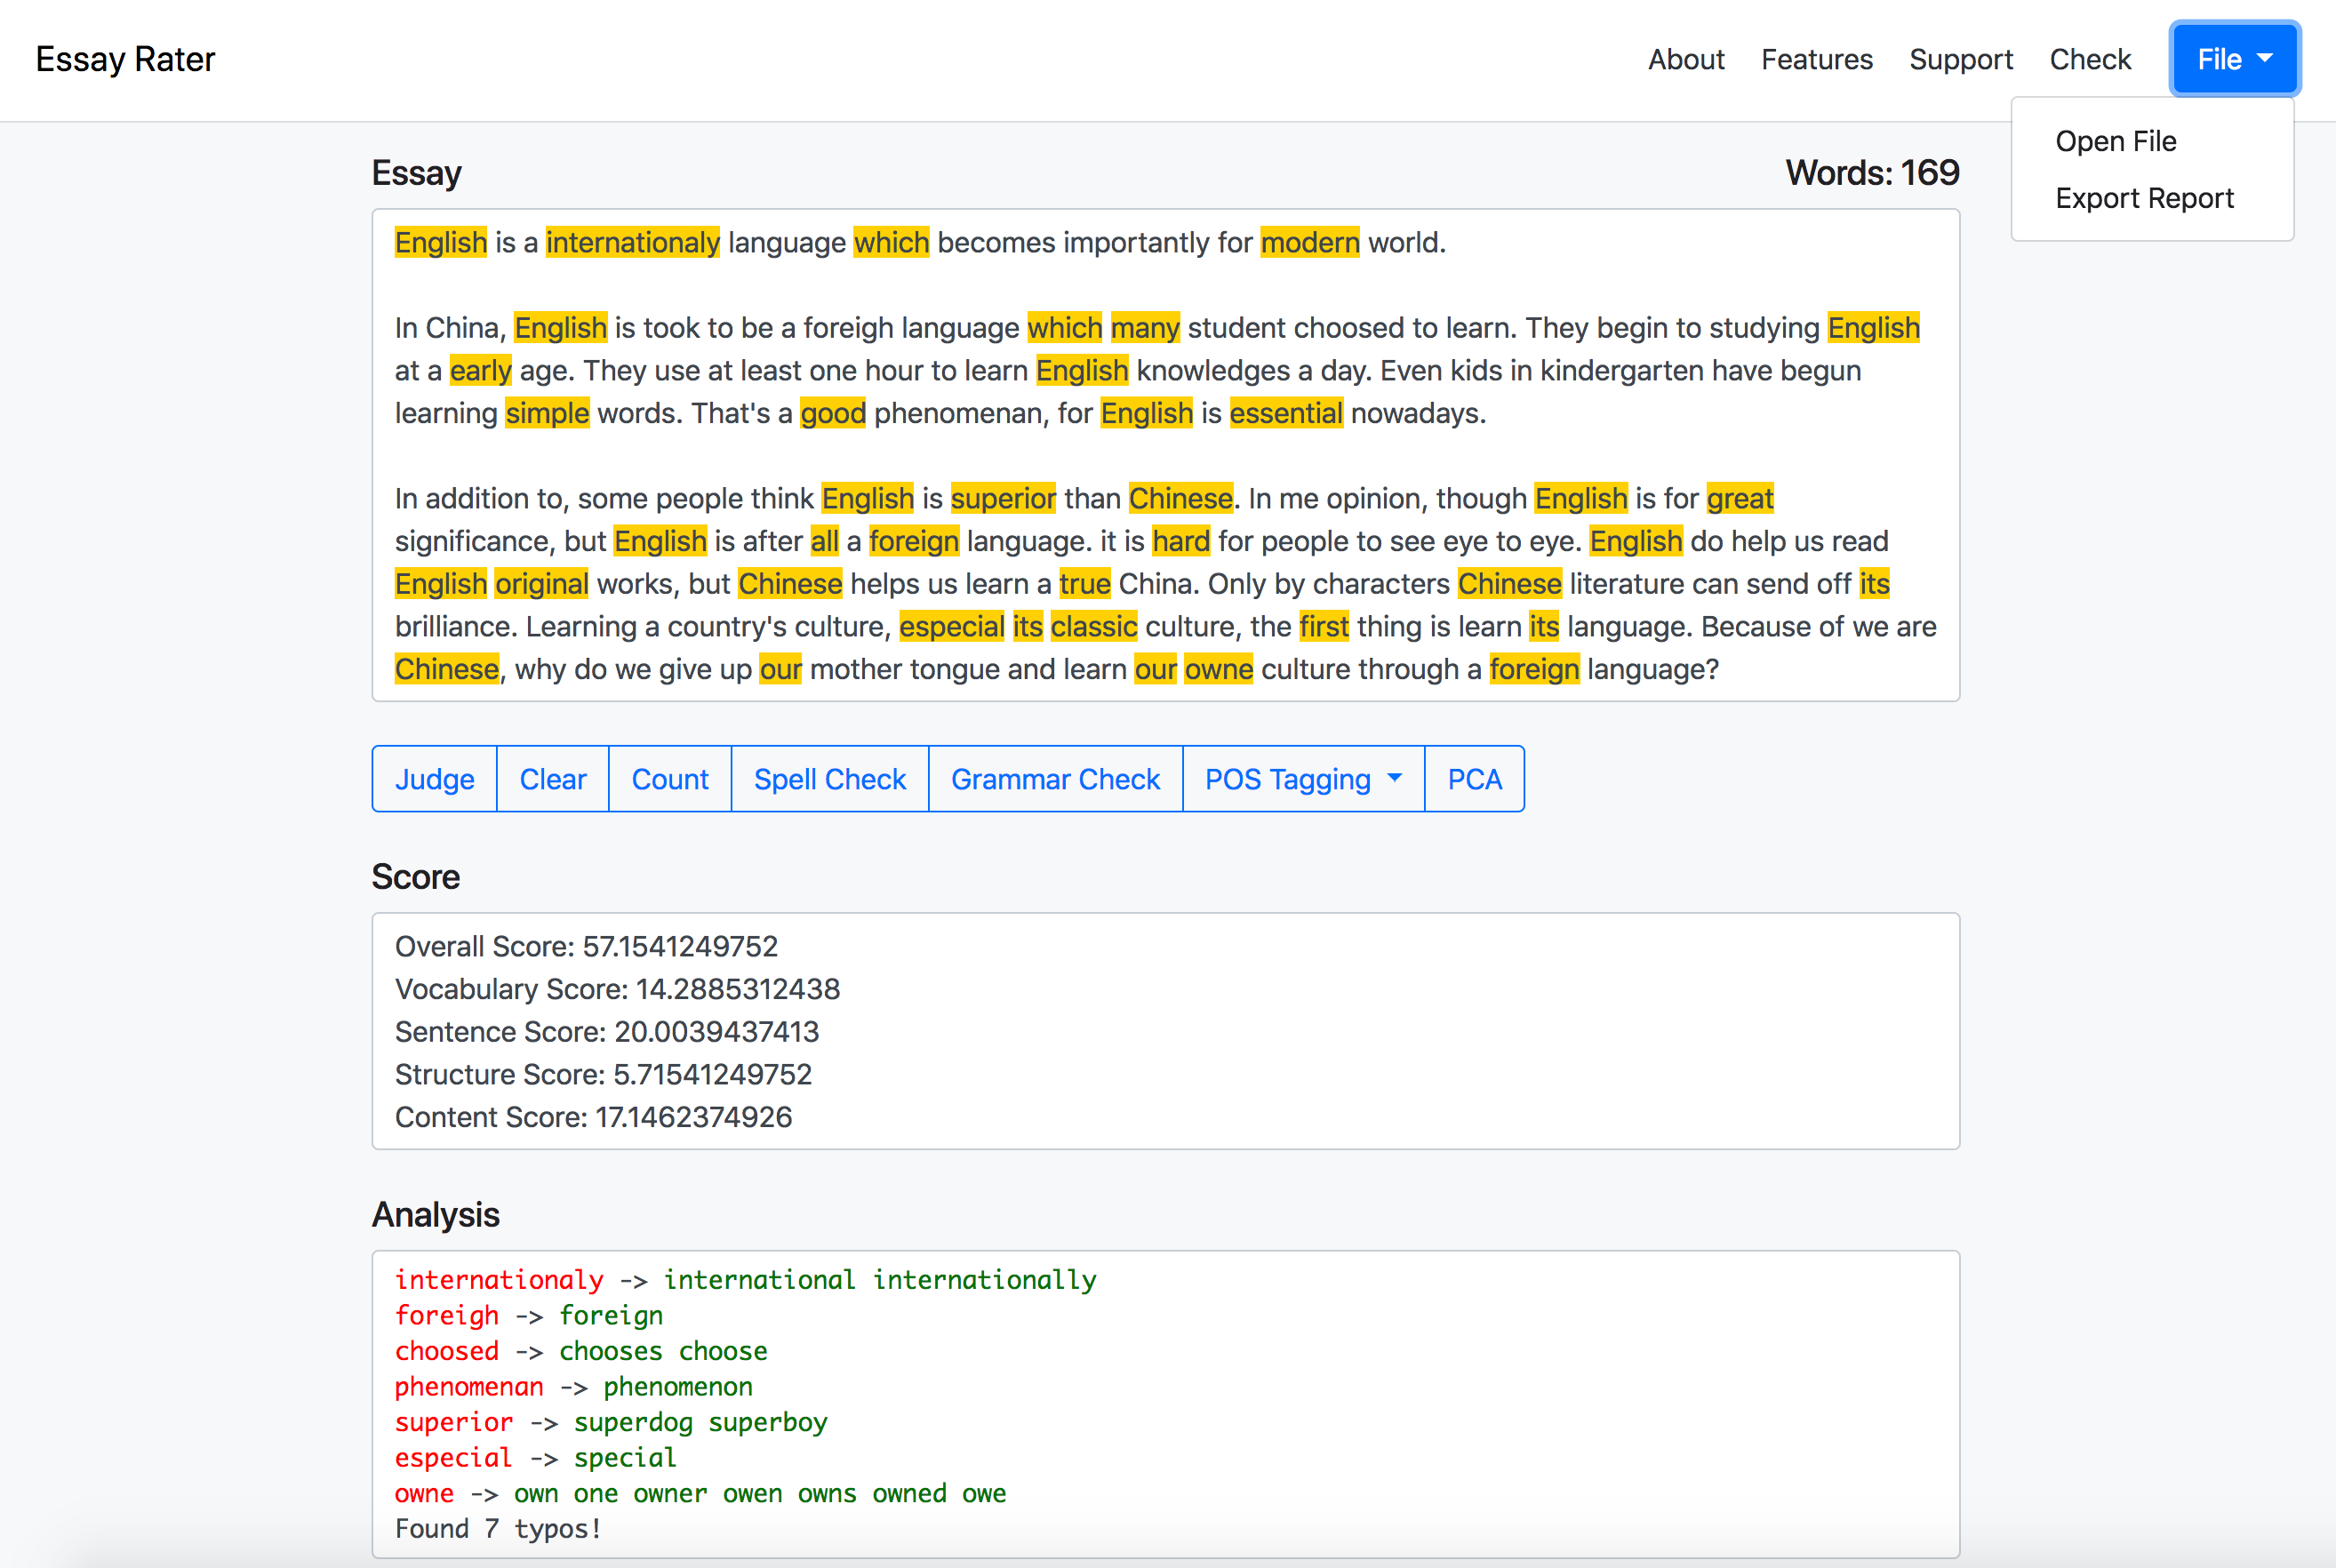 Essay Rater
About Features Support Check File
Open File
Export Report
Essay
Words: 169
English is a internationaly language which becomes importantly for modern world.
In China, English is took to be a foreigh language which many student choosed to learn. They begin to studying English
at a early age. They use at least one hour to learn English knowledges a day. Even kids in kindergarten have begun
learning simple words. That's a good phenomenan, for English is essential nowadays.
In addition to, some people think English is superior than Chinese. In me opinion, though English is for great
significance, but English is after all a foreign language. it is hard for people to see eye to eye. English do help us read
English original works, but Chinese helps us learn a true China. Only by characters Chinese literature can send off its
brilliance. Learning a country's culture, especial its classic culture, the first thing is learn its language. Because of we are
Chinese, why do we give up our mother tongue and learn our owne culture through a foreign language?
Judge Clear Count Spell Check Grammar Check POS Tagging PCA
Score
Overall Score: 57.1541249752
Vocabulary Score: 14.2885312438
Sentence Score: 20.0039437413
Structure Score: 5.71541249752
Content Score: 17.1462374926
Analysis
internationaly -> international internationally
foreigh -> foreign
choosed -> chooses choose
phenomenan -> phenomenon
superior -> superdog superboy
especial -> special
owne -> own one owner owen owns owned owe
Found 7 typos!